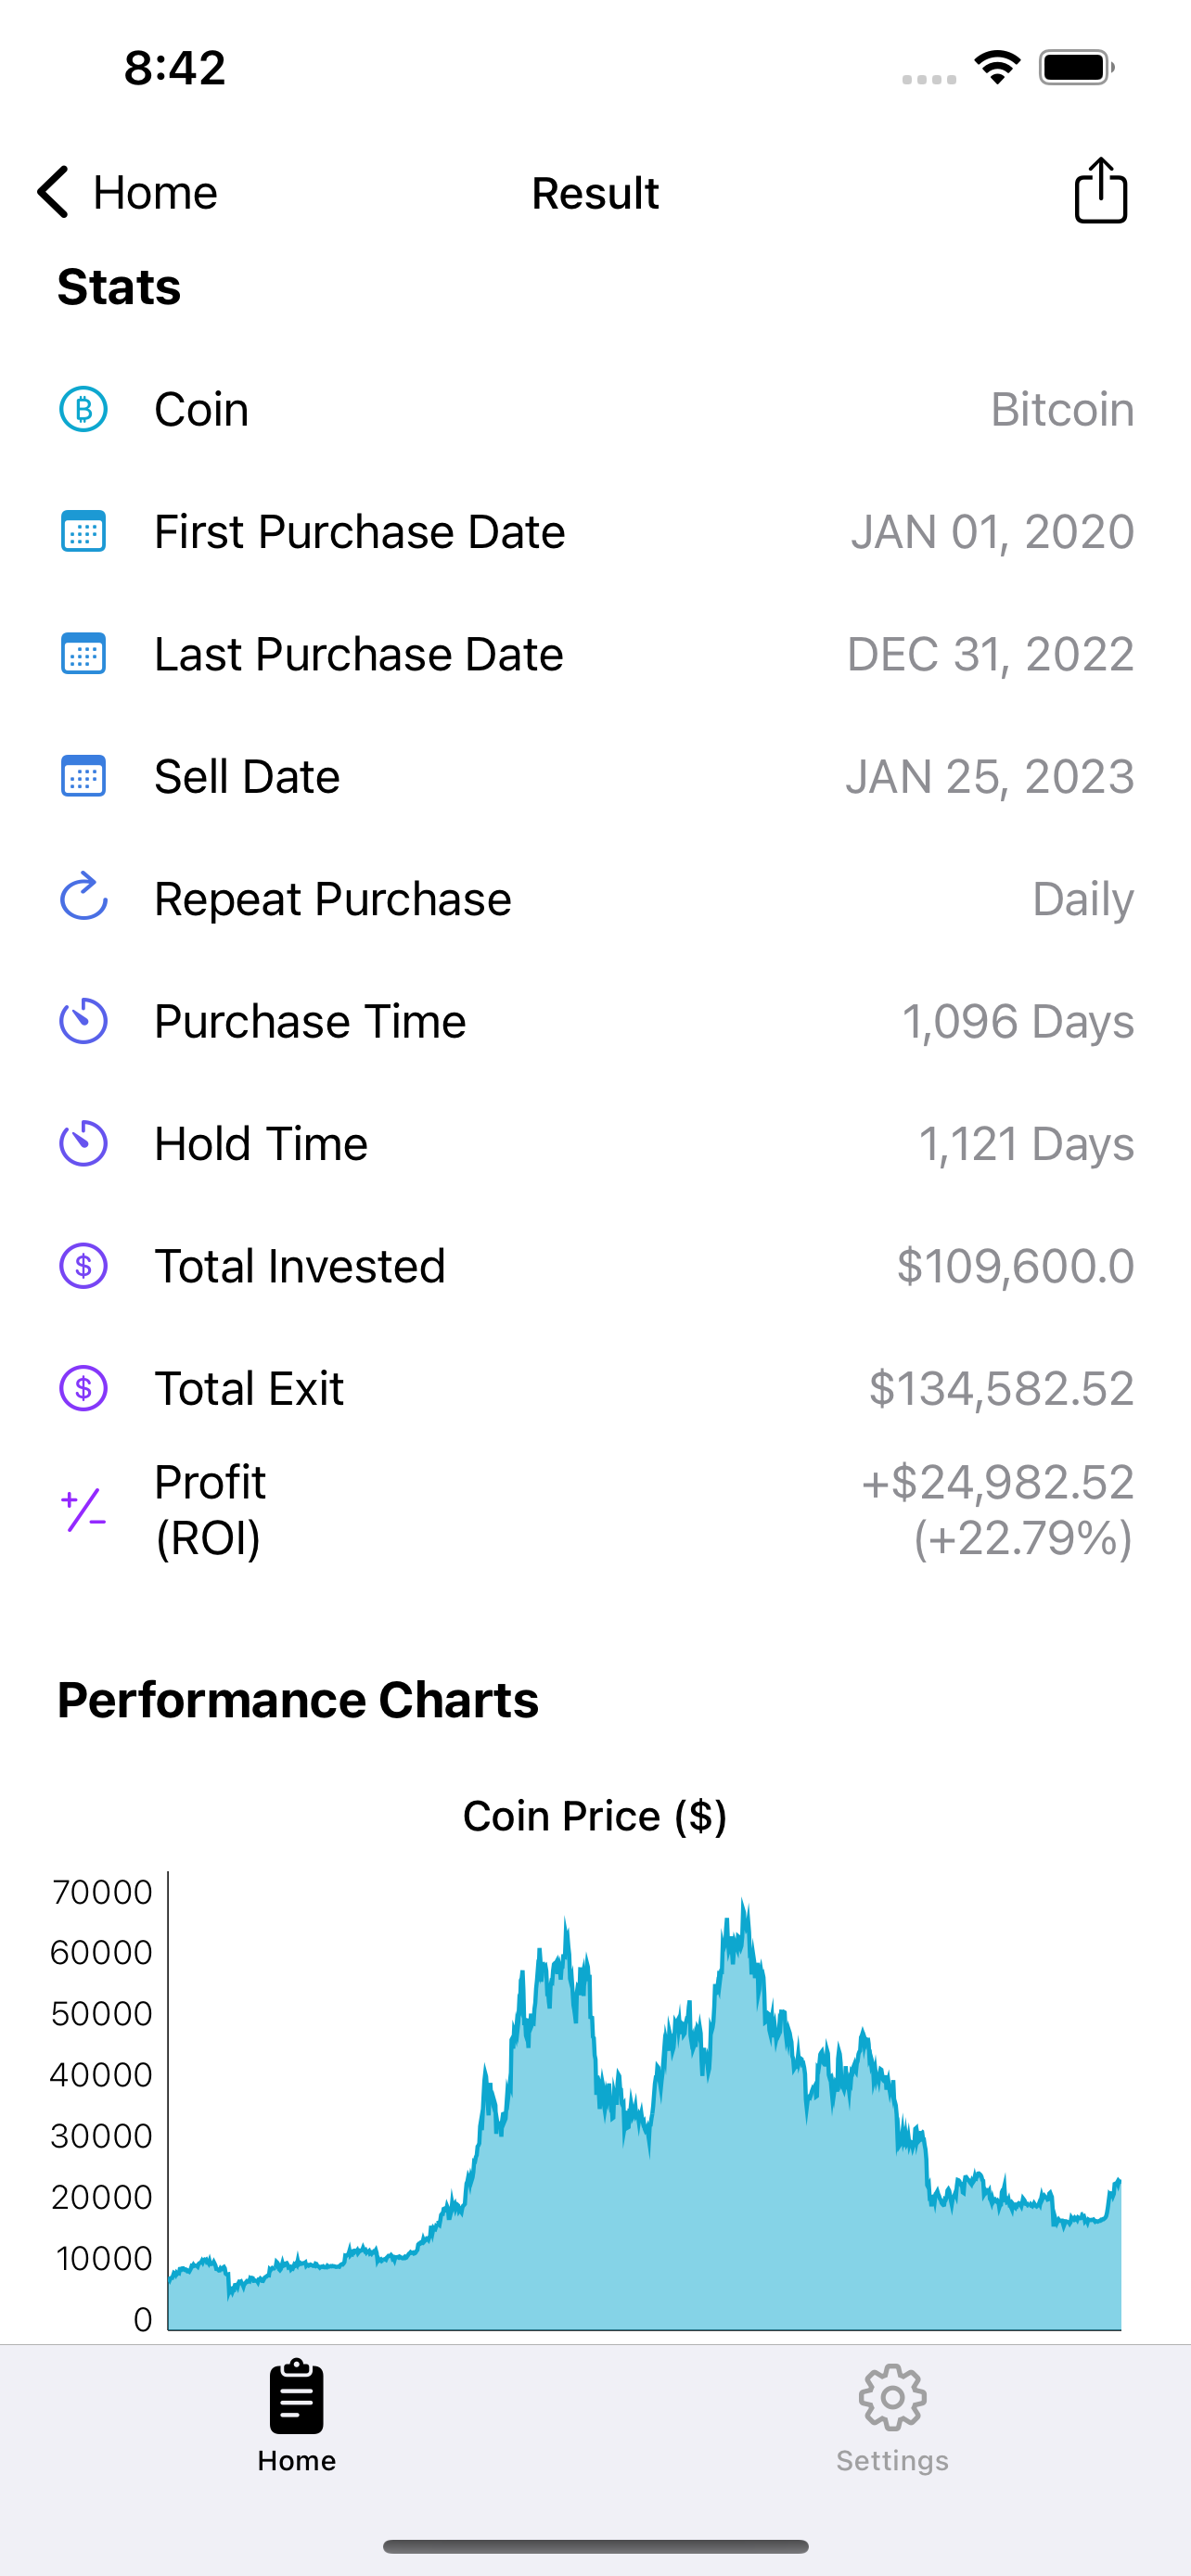 8:42
Home
Result
Stats
Coin Bitcoin
First Purchase Date JAN 01, 2020
Last Purchase Date DEC 31, 2022
Sell Date JAN 25, 2023
Repeat Purchase Daily
Purchase Time 1,096 Days
Hold Time 1,121 Days
Total Invested $109,600.0
Total Exit $134,582.52
Profit +$24,982.52
(ROI) (+22.79%)
Performance Charts
Coin Price ($)
70000
60000
50000
40000
30000
20000
10000
0
Home Settings